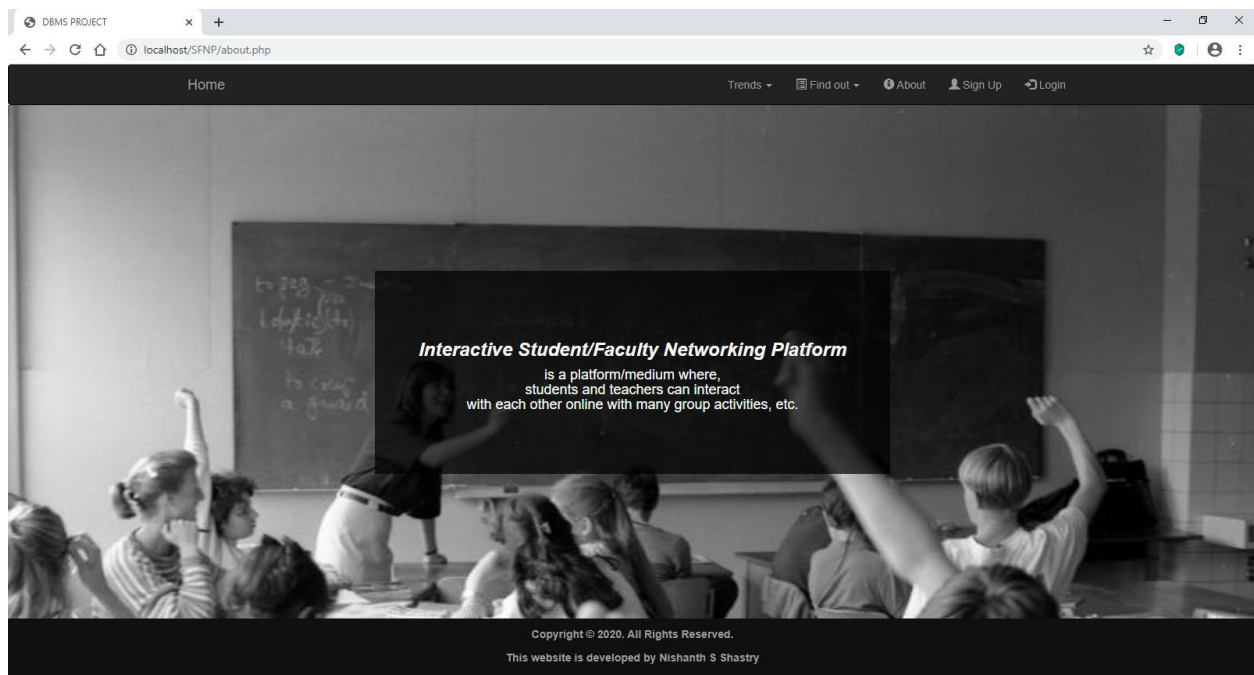 DBMS PROJECT
localhost/SFNP/about.php
Home Trends Find out About Sign Up Login
Interactive Student/Faculty Networking Platform
is a platform/medium where,
students and teachers can interact
with each other online with many group activities, etc.
Copyright © 2020. All Rights Reserved.
This website is developed by Nishanth S Shastry